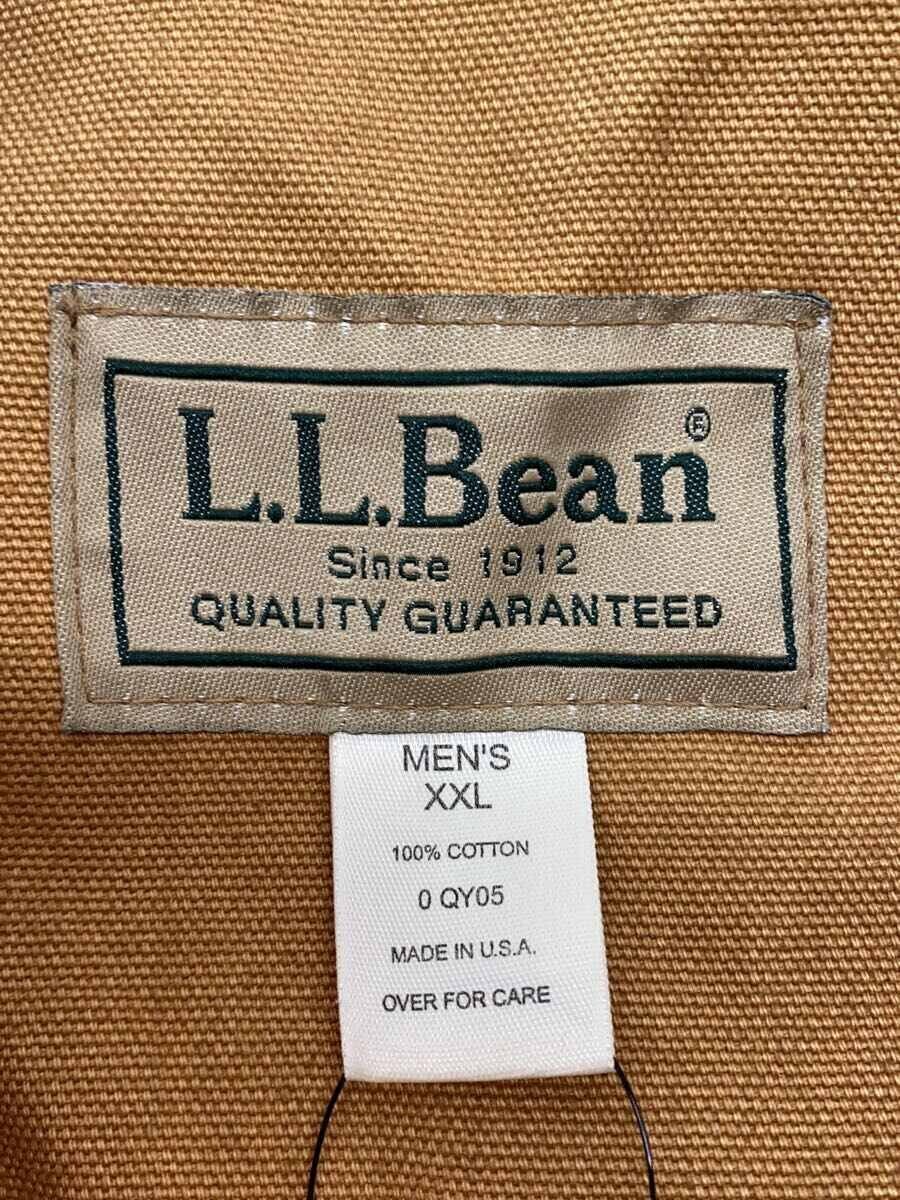 L.L.Bean®
Since 1912
QUALITY GUARANTEED
MEN'S
XXL
100% COTTON
0 QY05
MADE IN U.S.A.
OVER FOR CARE